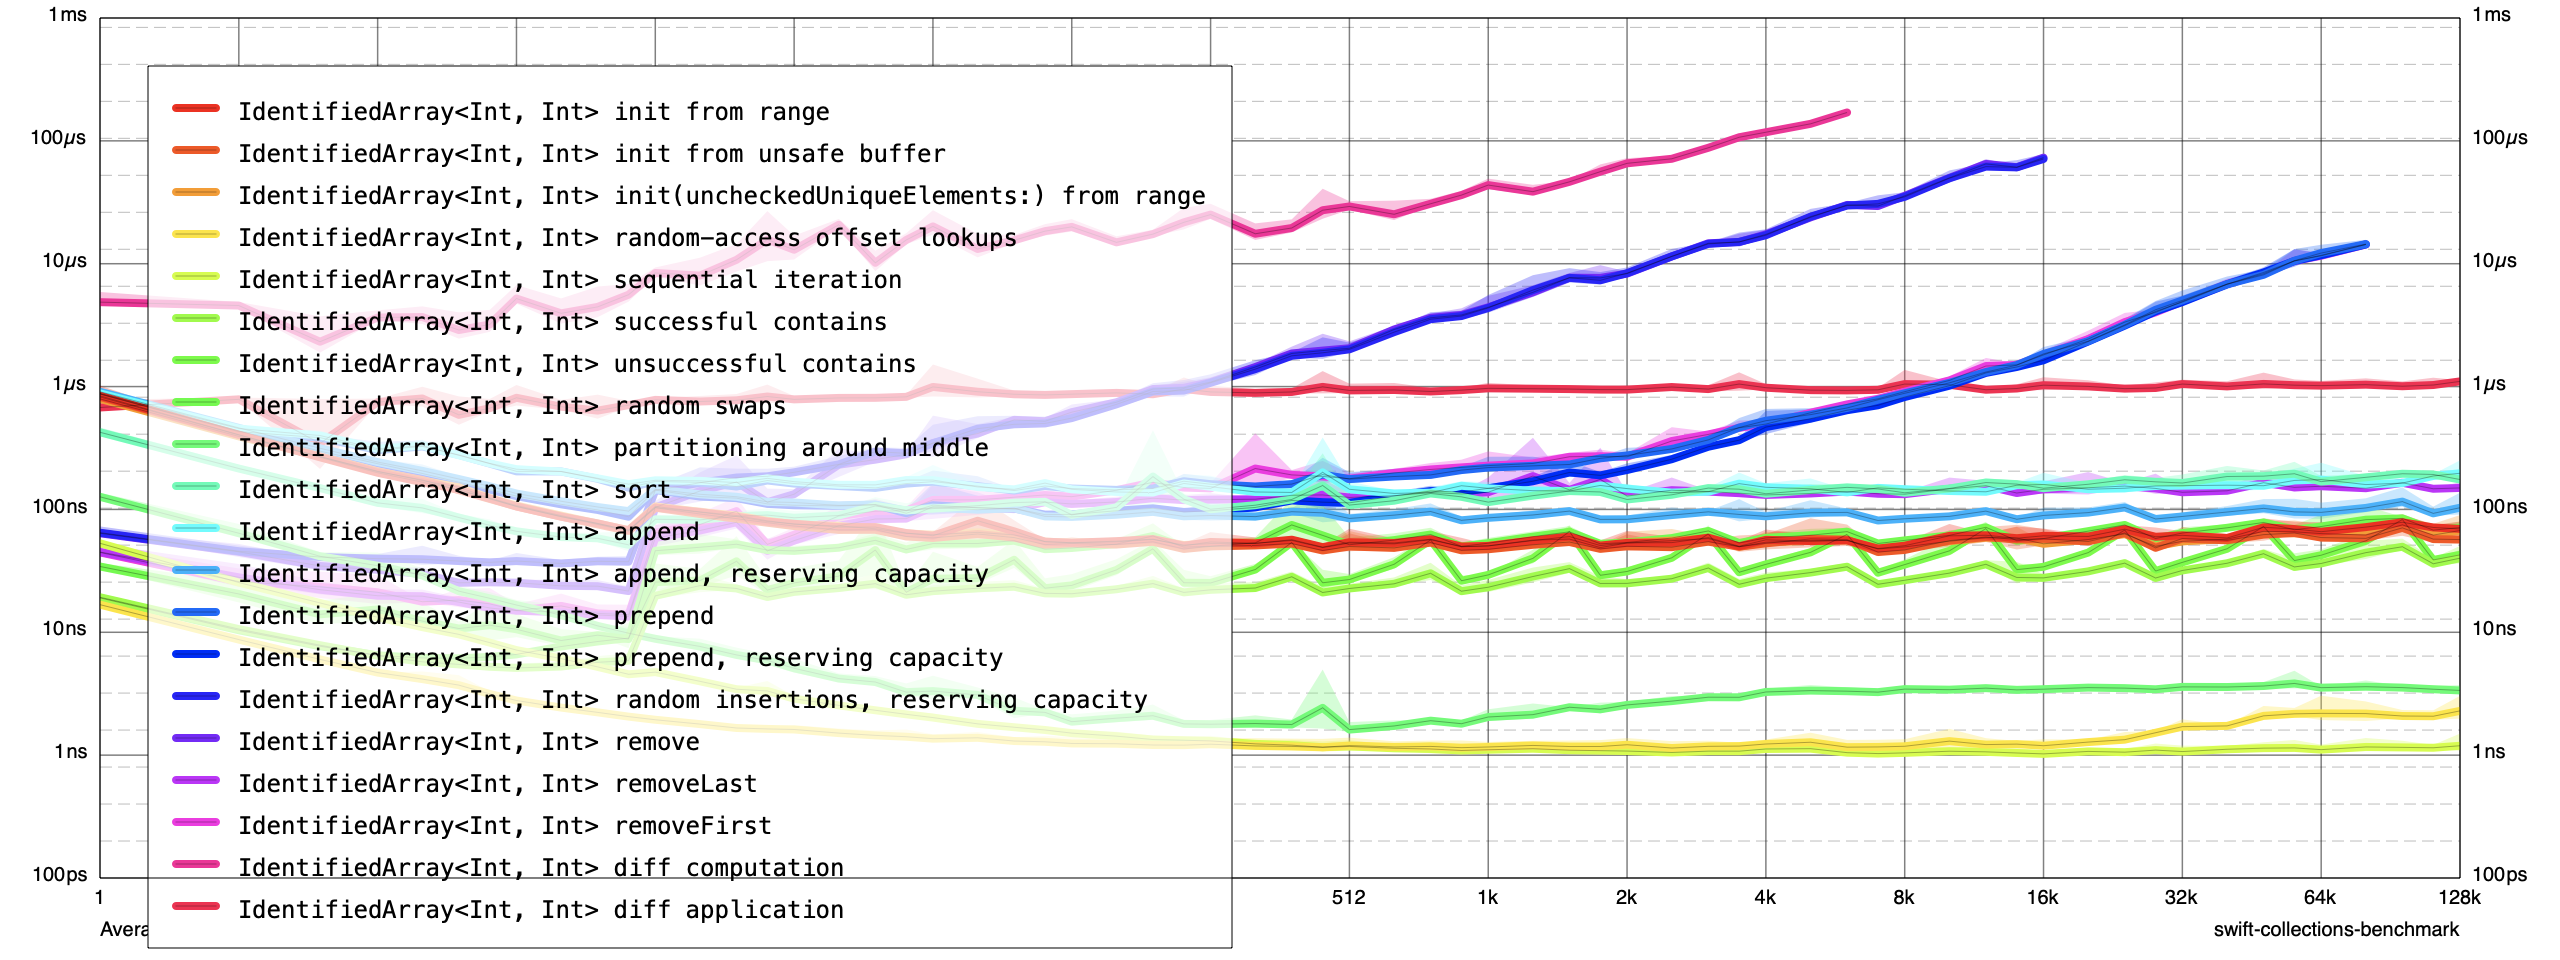 1ms
100µs
10µs
1µs
100ns
10ns
1ns
100ps
IdentifiedArray<Int, Int> init from range
IdentifiedArray<Int, Int> init from unsafe buffer
IdentifiedArray<Int, Int> init(uncheckedUniqueElements:) from range
IdentifiedArray<Int, Int> random-access offset lookups
IdentifiedArray<Int, Int> sequential iteration
IdentifiedArray<Int, Int> successful contains
IdentifiedArray<Int, Int> unsuccessful contains
IdentifiedArray<Int, Int> random swaps
IdentifiedArray<Int, Int> partitioning around middle
IdentifiedArray<Int, Int> sort
IdentifiedArray<Int, Int> append
IdentifiedArray<Int, Int> append, reserving capacity
IdentifiedArray<Int, Int> prepend
IdentifiedArray<Int, Int> prepend, reserving capacity
IdentifiedArray<Int, Int> random insertions, reserving capacity
IdentifiedArray<Int, Int> remove
IdentifiedArray<Int, Int> removeLast
IdentifiedArray<Int, Int> removeFirst
IdentifiedArray<Int, Int> diff computation
IdentifiedArray<Int, Int> diff application
1ms
100µs
10µs
1µs
100ns
10ns
1ns
100ps
1 512 1k 2k 4k 8k 16k 32k 64k 128k
Avera swift-collections-benchmark